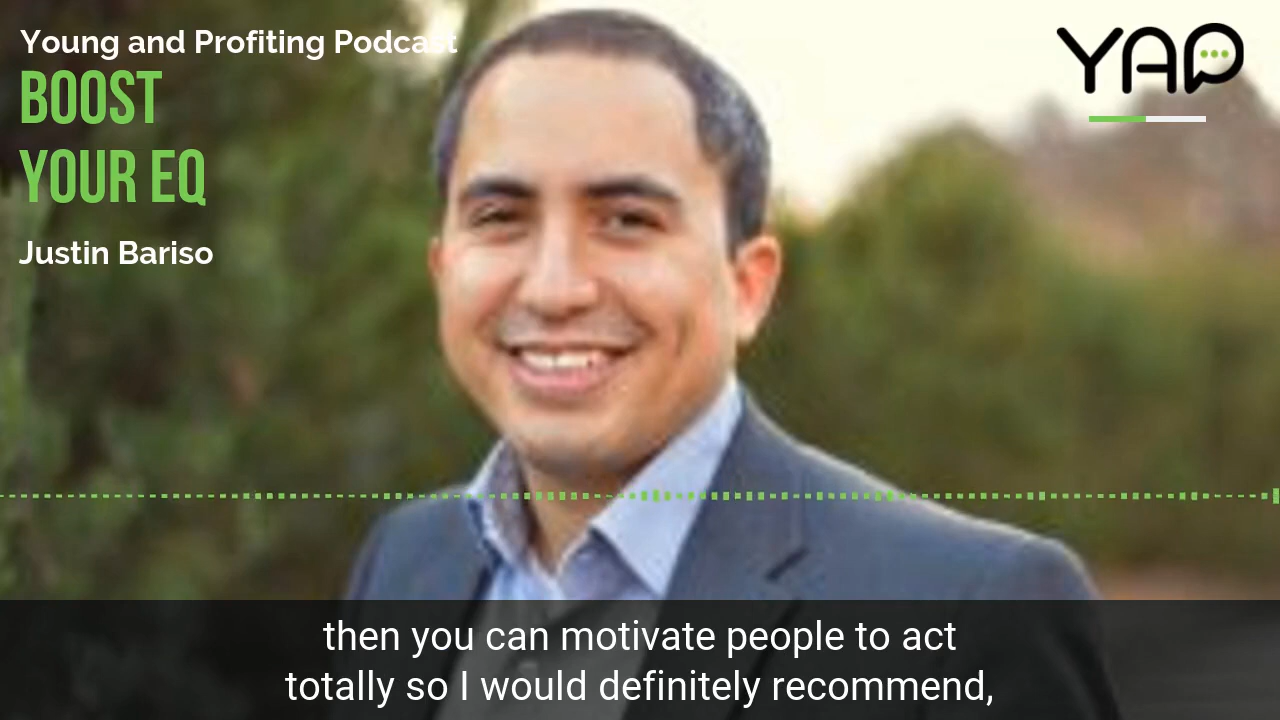 Young and Profiting Podcast
BOOST
YOUR EQ
Justin Bariso
YAP
then you can motivate people to act
totally so I would definitely recommend,